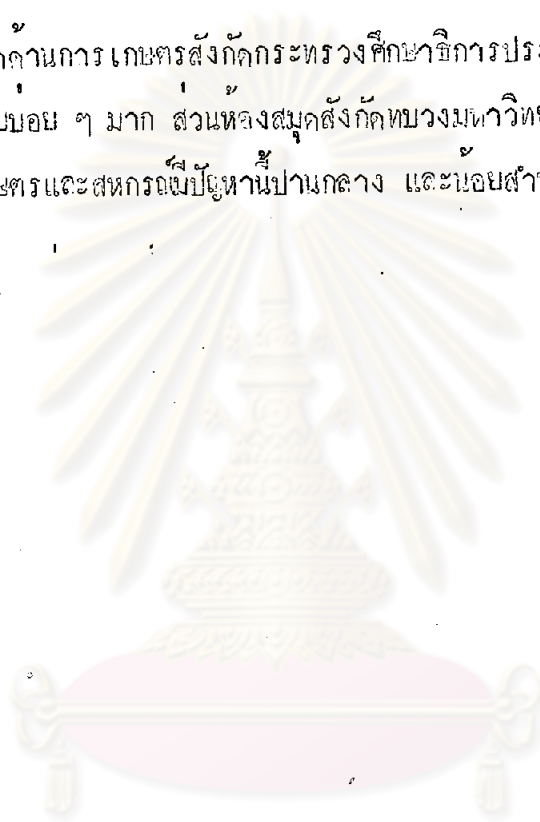 ด้านการเกษตรสังกัดกระทรวงศึกษาธิการประ
บ่อย ๆ มาก ส่วนห้องสมุดสังกัดทบวงมหาวิทย
ษตรและสหกรณ์มีปัญหานี้ปานกลาง และน้อยสำ